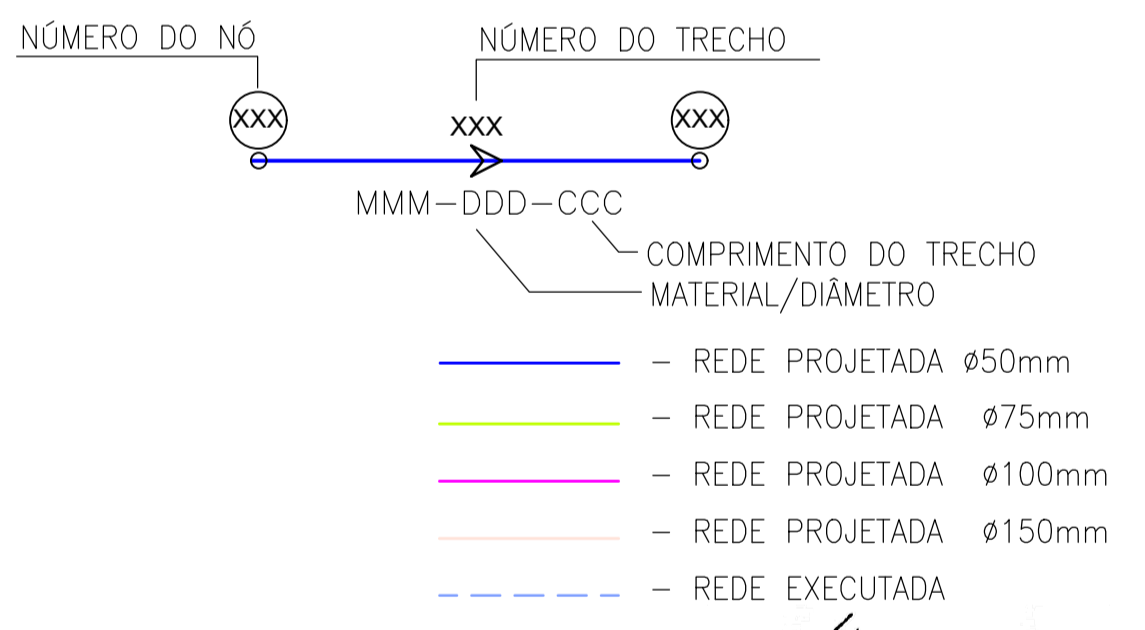 NÚMERO DO NÓ
NÚMERO DO TRECHO
XXX
XXX
XXX
MMM-DDD-CCC
COMPRIMENTO DO TRECHO
MATERIAL/DIÂMETRO
- REDE PROJETADA ø50mm
- REDE PROJETADA ø75mm
- REDE PROJETADA ø100mm
- REDE PROJETADA ø150mm
- REDE EXECUTADA